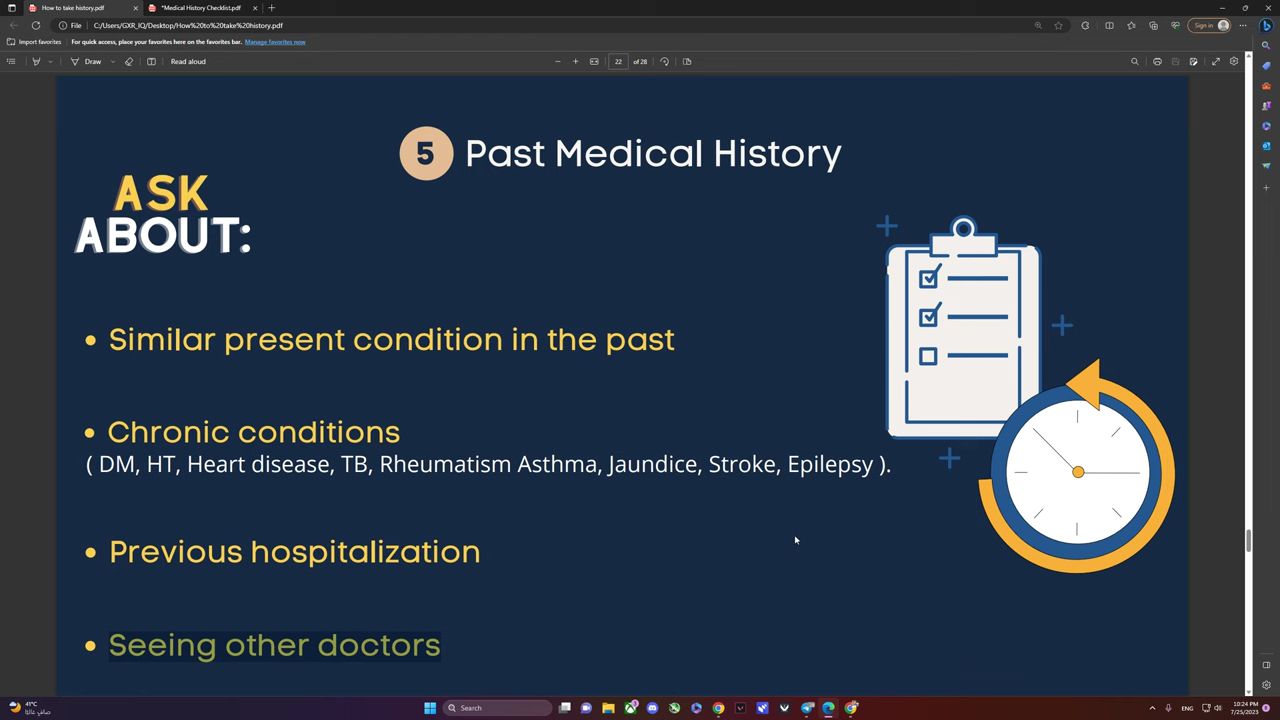 How to take history.pdf
*Medical History Checklist.pdf
File
C:/Users/GXR_IQ/Desktop/How%20to%20take%20history.pdf
Sign in
Import favorites
For quick access, place your favorites here on the favorites bar.
Manage favorites now
Draw
Read aloud
22 of 28
5 Past Medical History
ASK
ABOUT:
• Similar present condition in the past
• Chronic conditions
( DM, HT, Heart disease, TB, Rheumatism Asthma, Jaundice, Stroke, Epilepsy ).
• Previous hospitalization
• Seeing other doctors
41°C
صافي غالبًا
Search
ENG
10:24 PM
7/25/2023